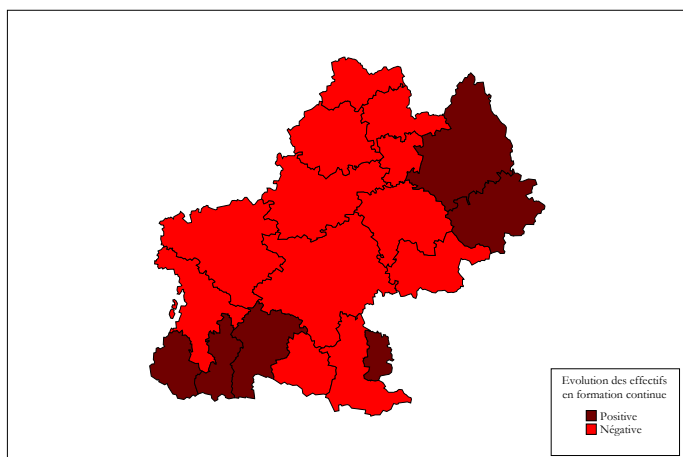 Evolution des effectifs
en formation continue
Positive
Négative